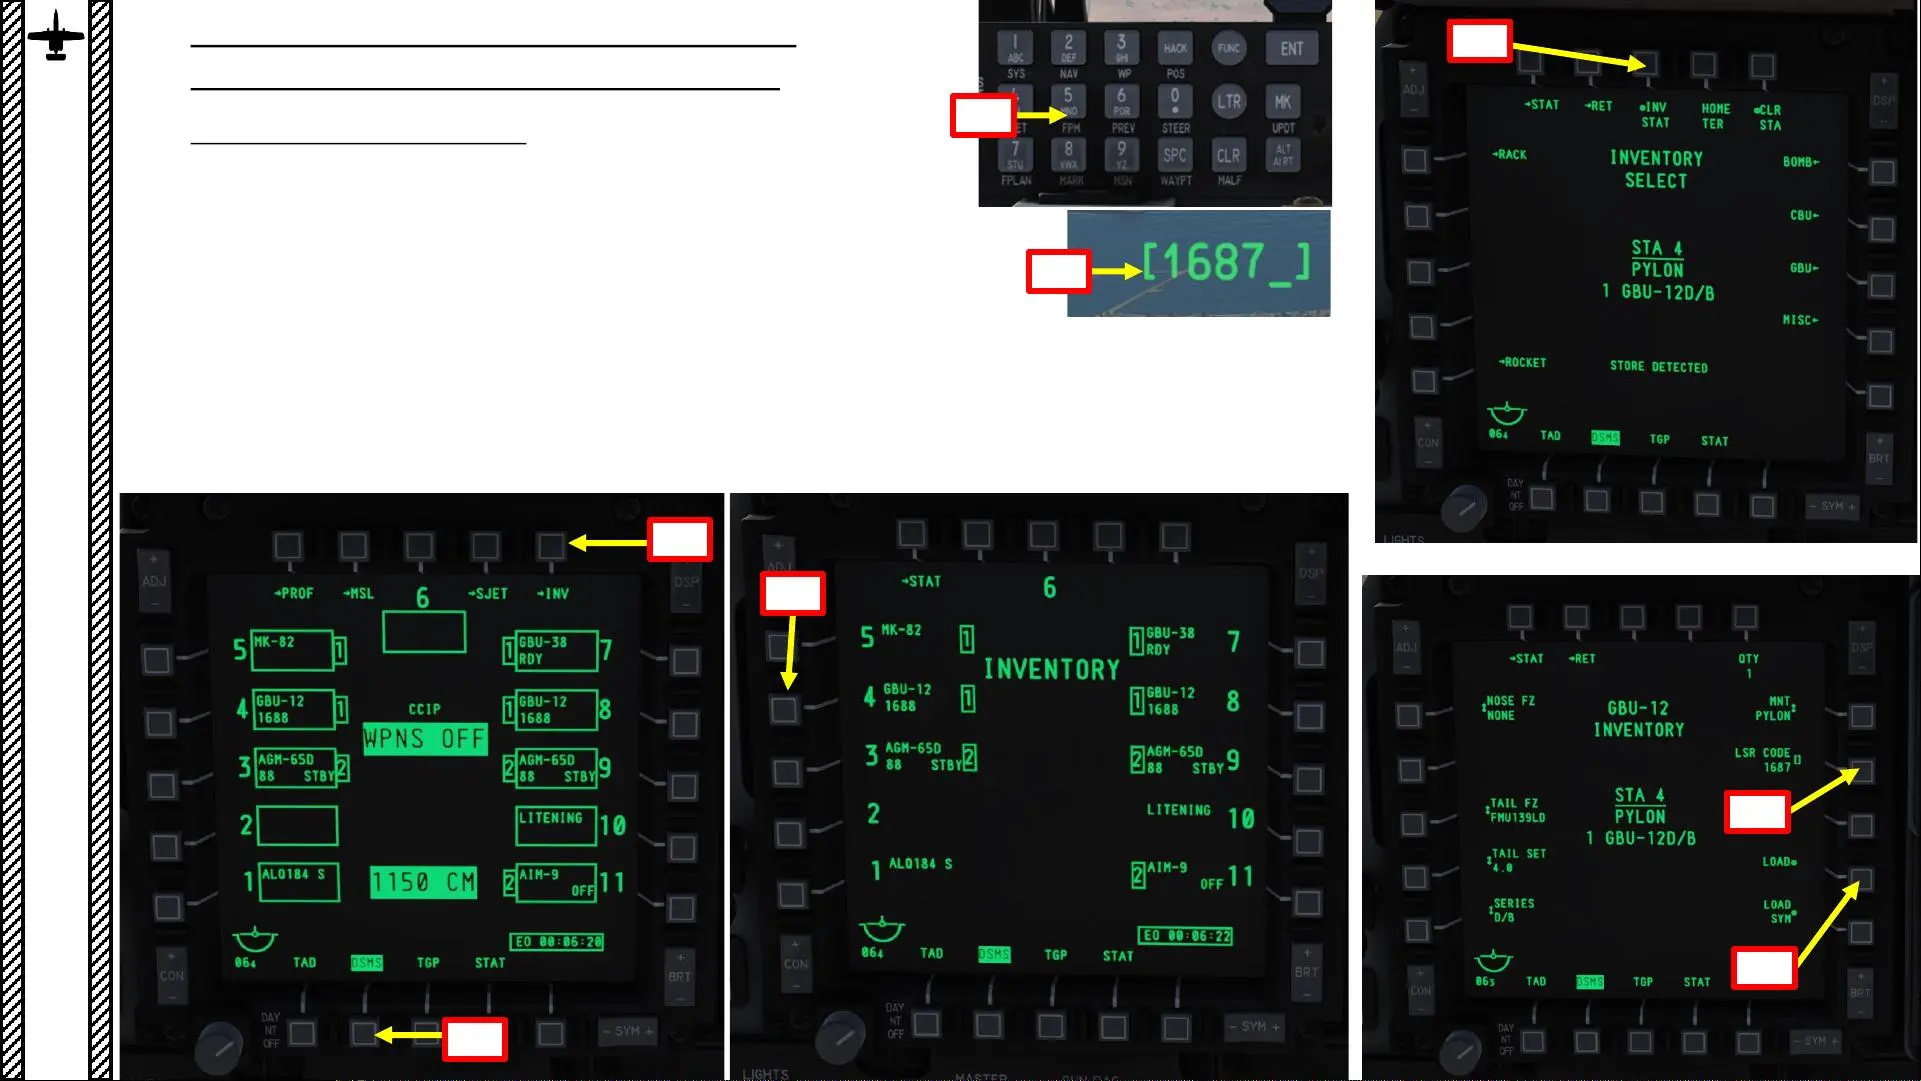 1
ABC
2
DEF
3
GHI
HACK
FUNC
ENT
SYS
NAV
WP
POS
5
MNO
6
PQR
0
LTR
MK
ET
FPM
PREV
STEER
UPDT
7
STU
8
VWX
9
YZ
SPC
CLR
ALT
ALRT
FPLAN
MARK
MSN
WAYPT
MALF
[1687_]
ADJ
DSP
→STAT
→RET
INV
STAT
HOME
TER
CLR
STA
→RACK
INVENTORY
SELECT
BOMB←
CBU←
STA 4
PYLON
1 GBU-12D/B
GBU←
MISC←
→ROCKET
STORE DETECTED
064
TAD
DSMS
TGP
STAT
CON
BRT
DAY
NT
OFF
- SYM +
LIGHTS
ADJ
DSP
→PROF
→MSL
6
→SJET
→INV
5
MK-82
1
1
GBU-38
RDY
7
4
GBU-12
1688
1
CCIP
WPNS OFF
1
GBU-12
1688
8
3
AGM-65D
88 STBY
2
2
AGM-65D
88 STBY
9
2
LITENING
10
1
ALQ184 S
1150 CM
2
AIM-9
OFF
11
EO 00:06:20
064
TAD
DSMS
TGP
STAT
CON
BRT
DAY
NT
OFF
- SYM +
ADJ
DSP
→STAT
6
5
MK-82
1
INVENTORY
1
GBU-38
RDY
7
4
GBU-12
1688
1
1
GBU-12
1688
8
3
AGM-65D
88 STBY
2
2
AGM-65D
88 STBY
9
2
LITENING
10
1
ALQ184 S
2
AIM-9
OFF
11
EO 00:06:22
064
TAD
DSMS
TGP
STAT
CON
BRT
DAY
NT
OFF
- SYM +
LIGHTS
MASTER
ADJ
DSP
→STAT
→RET
QTY
1
NOSE FZ
NONE
GBU-12
INVENTORY
MNT
PYLON
LSR CODE
1687
[]
TAIL FZ
FMU139LD
STA 4
PYLON
1 GBU-12D/B
TAIL SET
4.0
LOAD
SERIES
D/B
LOAD
SYM
063
TAD
DSMS
TGP
STAT
CON
BRT
DAY
NT
OFF
- SYM +